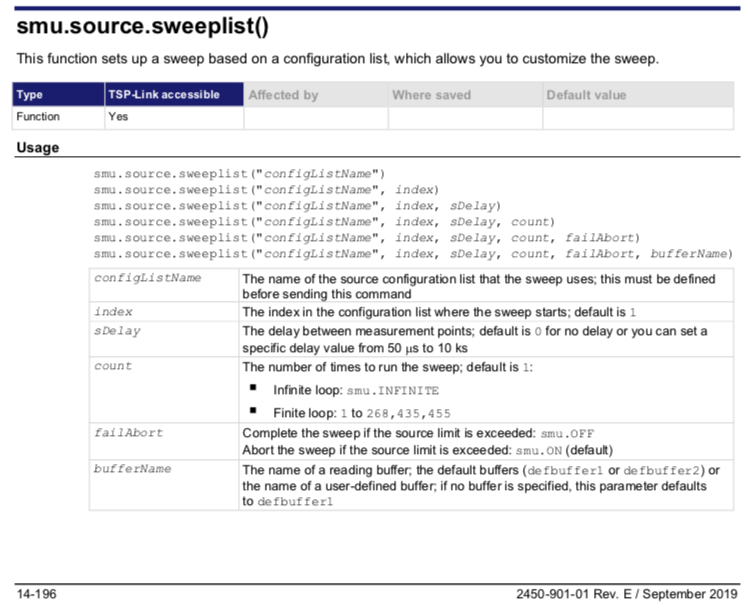 smu.source.sweeplist()
This function sets up a sweep based on a configuration list, which allows you to customize the sweep.
Type TSP-Link accessible Affected by Where saved Default value
Function Yes
Usage
smu.source.sweeplist("configListName")
smu.source.sweeplist("configListName", index)
smu.source.sweeplist("configListName", index, sDelay)
smu.source.sweeplist("configListName", index, sDelay, count)
smu.source.sweeplist("configListName", index, sDelay, count, failAbort)
smu.source.sweeplist("configListName", index, sDelay, count, failAbort, bufferName)
configListName The name of the source configuration list that the sweep uses; this must be defined
before sending this command
index The index in the configuration list where the sweep starts; default is 1
sDelay The delay between measurement points; default is 0 for no delay or you can set a
specific delay value from 50 µs to 10 ks
count The number of times to run the sweep; default is 1:
■ Infinite loop: smu.INFINITE
■ Finite loop: 1 to 268,435,455
failAbort Complete the sweep if the source limit is exceeded: smu.OFF
Abort the sweep if the source limit is exceeded: smu.ON (default)
bufferName The name of a reading buffer; the default buffers (defbuffer1 or defbuffer2) or
the name of a user-defined buffer; if no buffer is specified, this parameter defaults
to defbuffer1
14-196 2450-901-01 Rev. E / September 2019